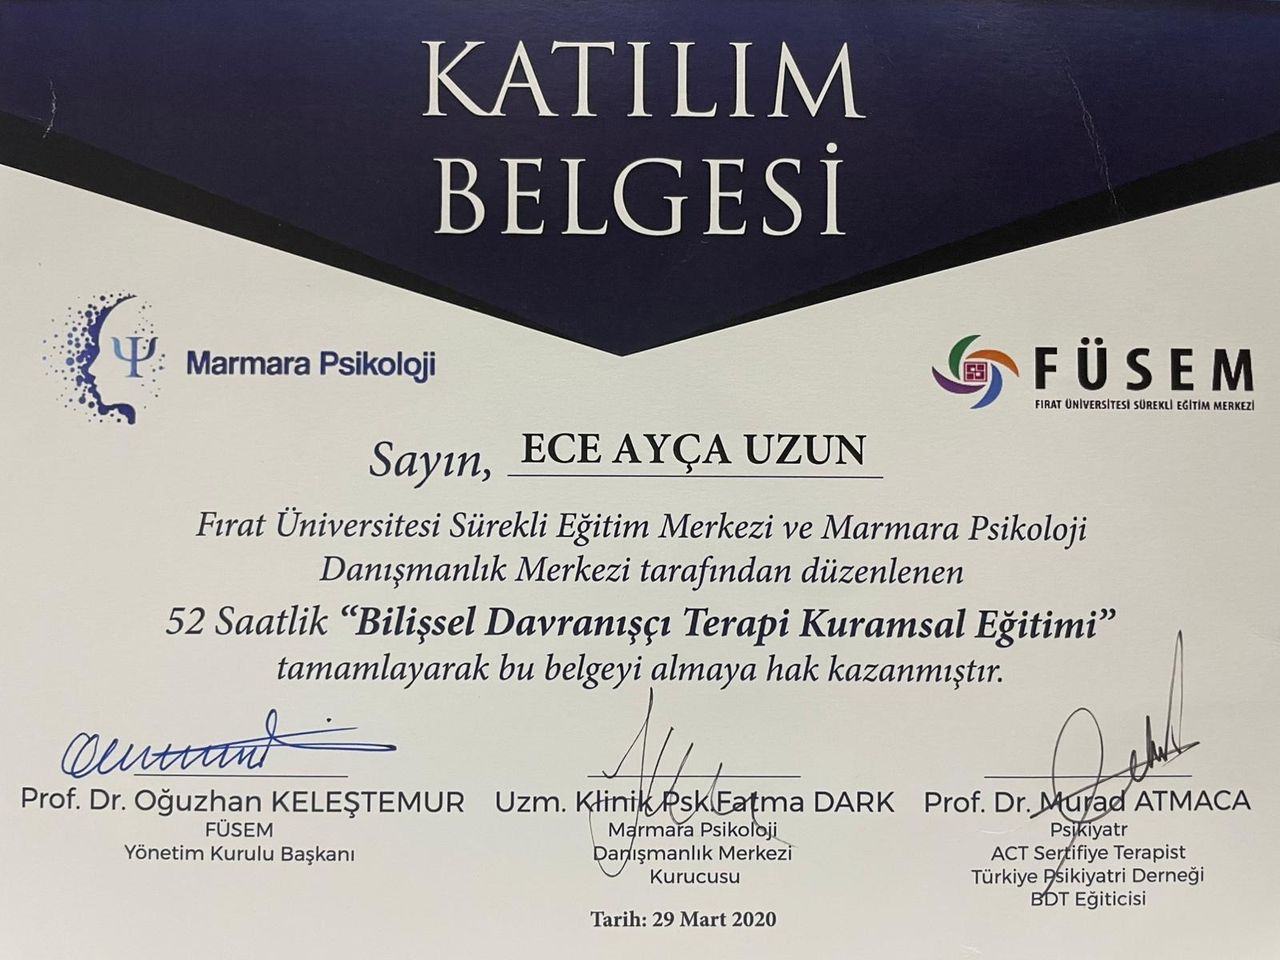 KATILIM
BELGESİ
Marmara Psikoloji
FÜSEM
FIRAT ÜNİVERSİTESİ SÜREKLİ EĞİTİM MERKEZİ
Sayın, ECE AYÇA UZUN
Fırat Üniversitesi Sürekli Eğitim Merkezi ve Marmara Psikoloji
Danışmanlık Merkezi tarafından düzenlenen
52 Saatlik “Bilişsel Davranışçı Terapi Kuramsal Eğitimi”
tamamlayarak bu belgeyi almaya hak kazanmıştır.
Prof. Dr. Oğuzhan KELEŞTEMUR
FÜSEM
Yönetim Kurulu Başkanı
Uzm. Klinik Psk.Fatma DARK
Marmara Psikoloji
Danışmanlık Merkezi
Kurucusu
Prof. Dr. Murad ATMACA
Psikiyatr
ACT Sertifiye Terapist
Türkiye Psikiyatri Derneği
BDT Eğiticisi
Tarih: 29 Mart 2020